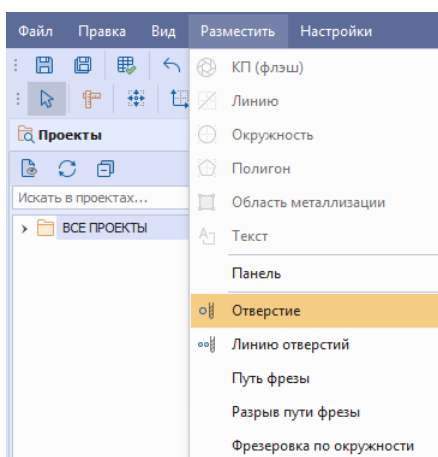 Файл Правка Вид Разместить Настройки
КП (флэш)
Линию
Окружность
Полигон
Область металлизации
Текст
Панель
Отверстие
Линию отверстий
Путь фрезы
Разрыв пути фрезы
Фрезеровка по окружности
Проекты
Искать в проектах...
ВСЕ ПРОЕКТЫ